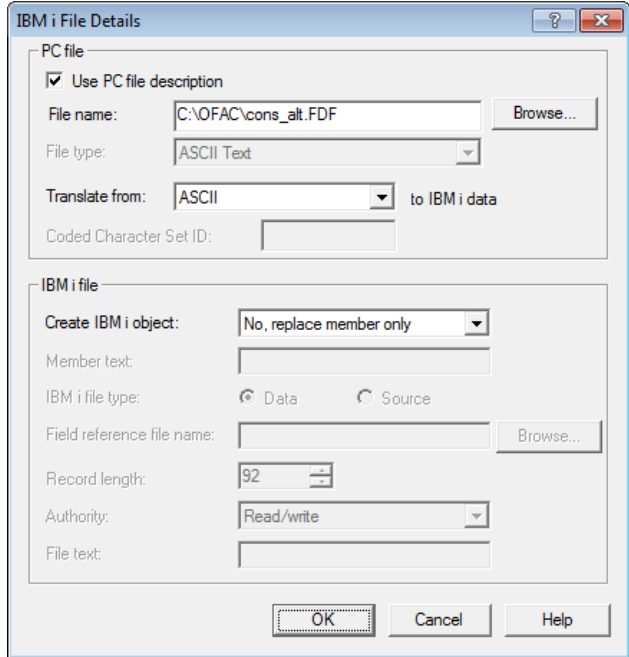 IBM i File Details
PC file
Use PC file description
File name: C:\OFAC\cons_alt.FDF Browse...
File type: ASCII Text
Translate from: ASCII to IBM i data
Coded Character Set ID:
IBM i file
Create IBM i object: No, replace member only
Member text:
IBM i file type: Data Source
Field reference file name: Browse...
Record length: 92
Authority: Read/write
File text:
OK Cancel Help